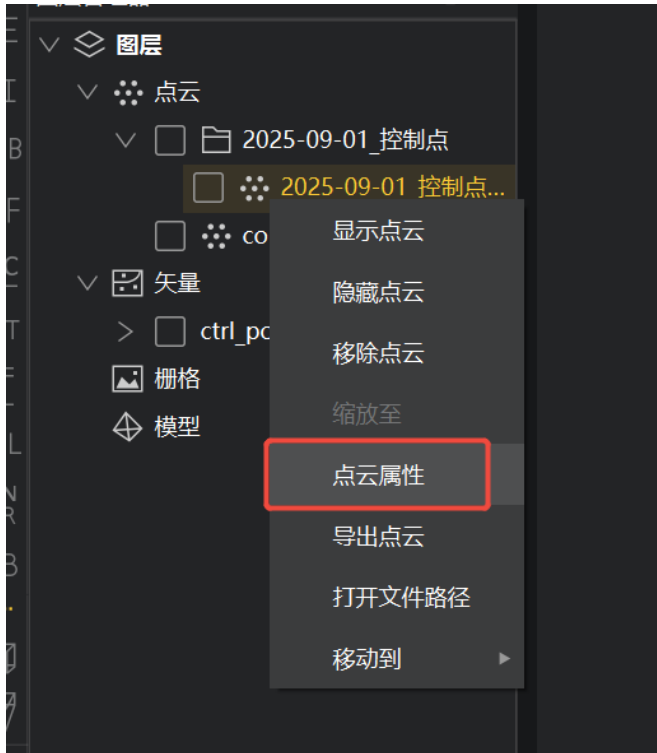 图层
点云
2025-09-01_控制点
2025-09-01 控制点...
co
显示点云
矢量
隐藏点云
ctrl_po
移除点云
栅格
缩放至
模型
点云属性
导出点云
打开文件路径
移动到